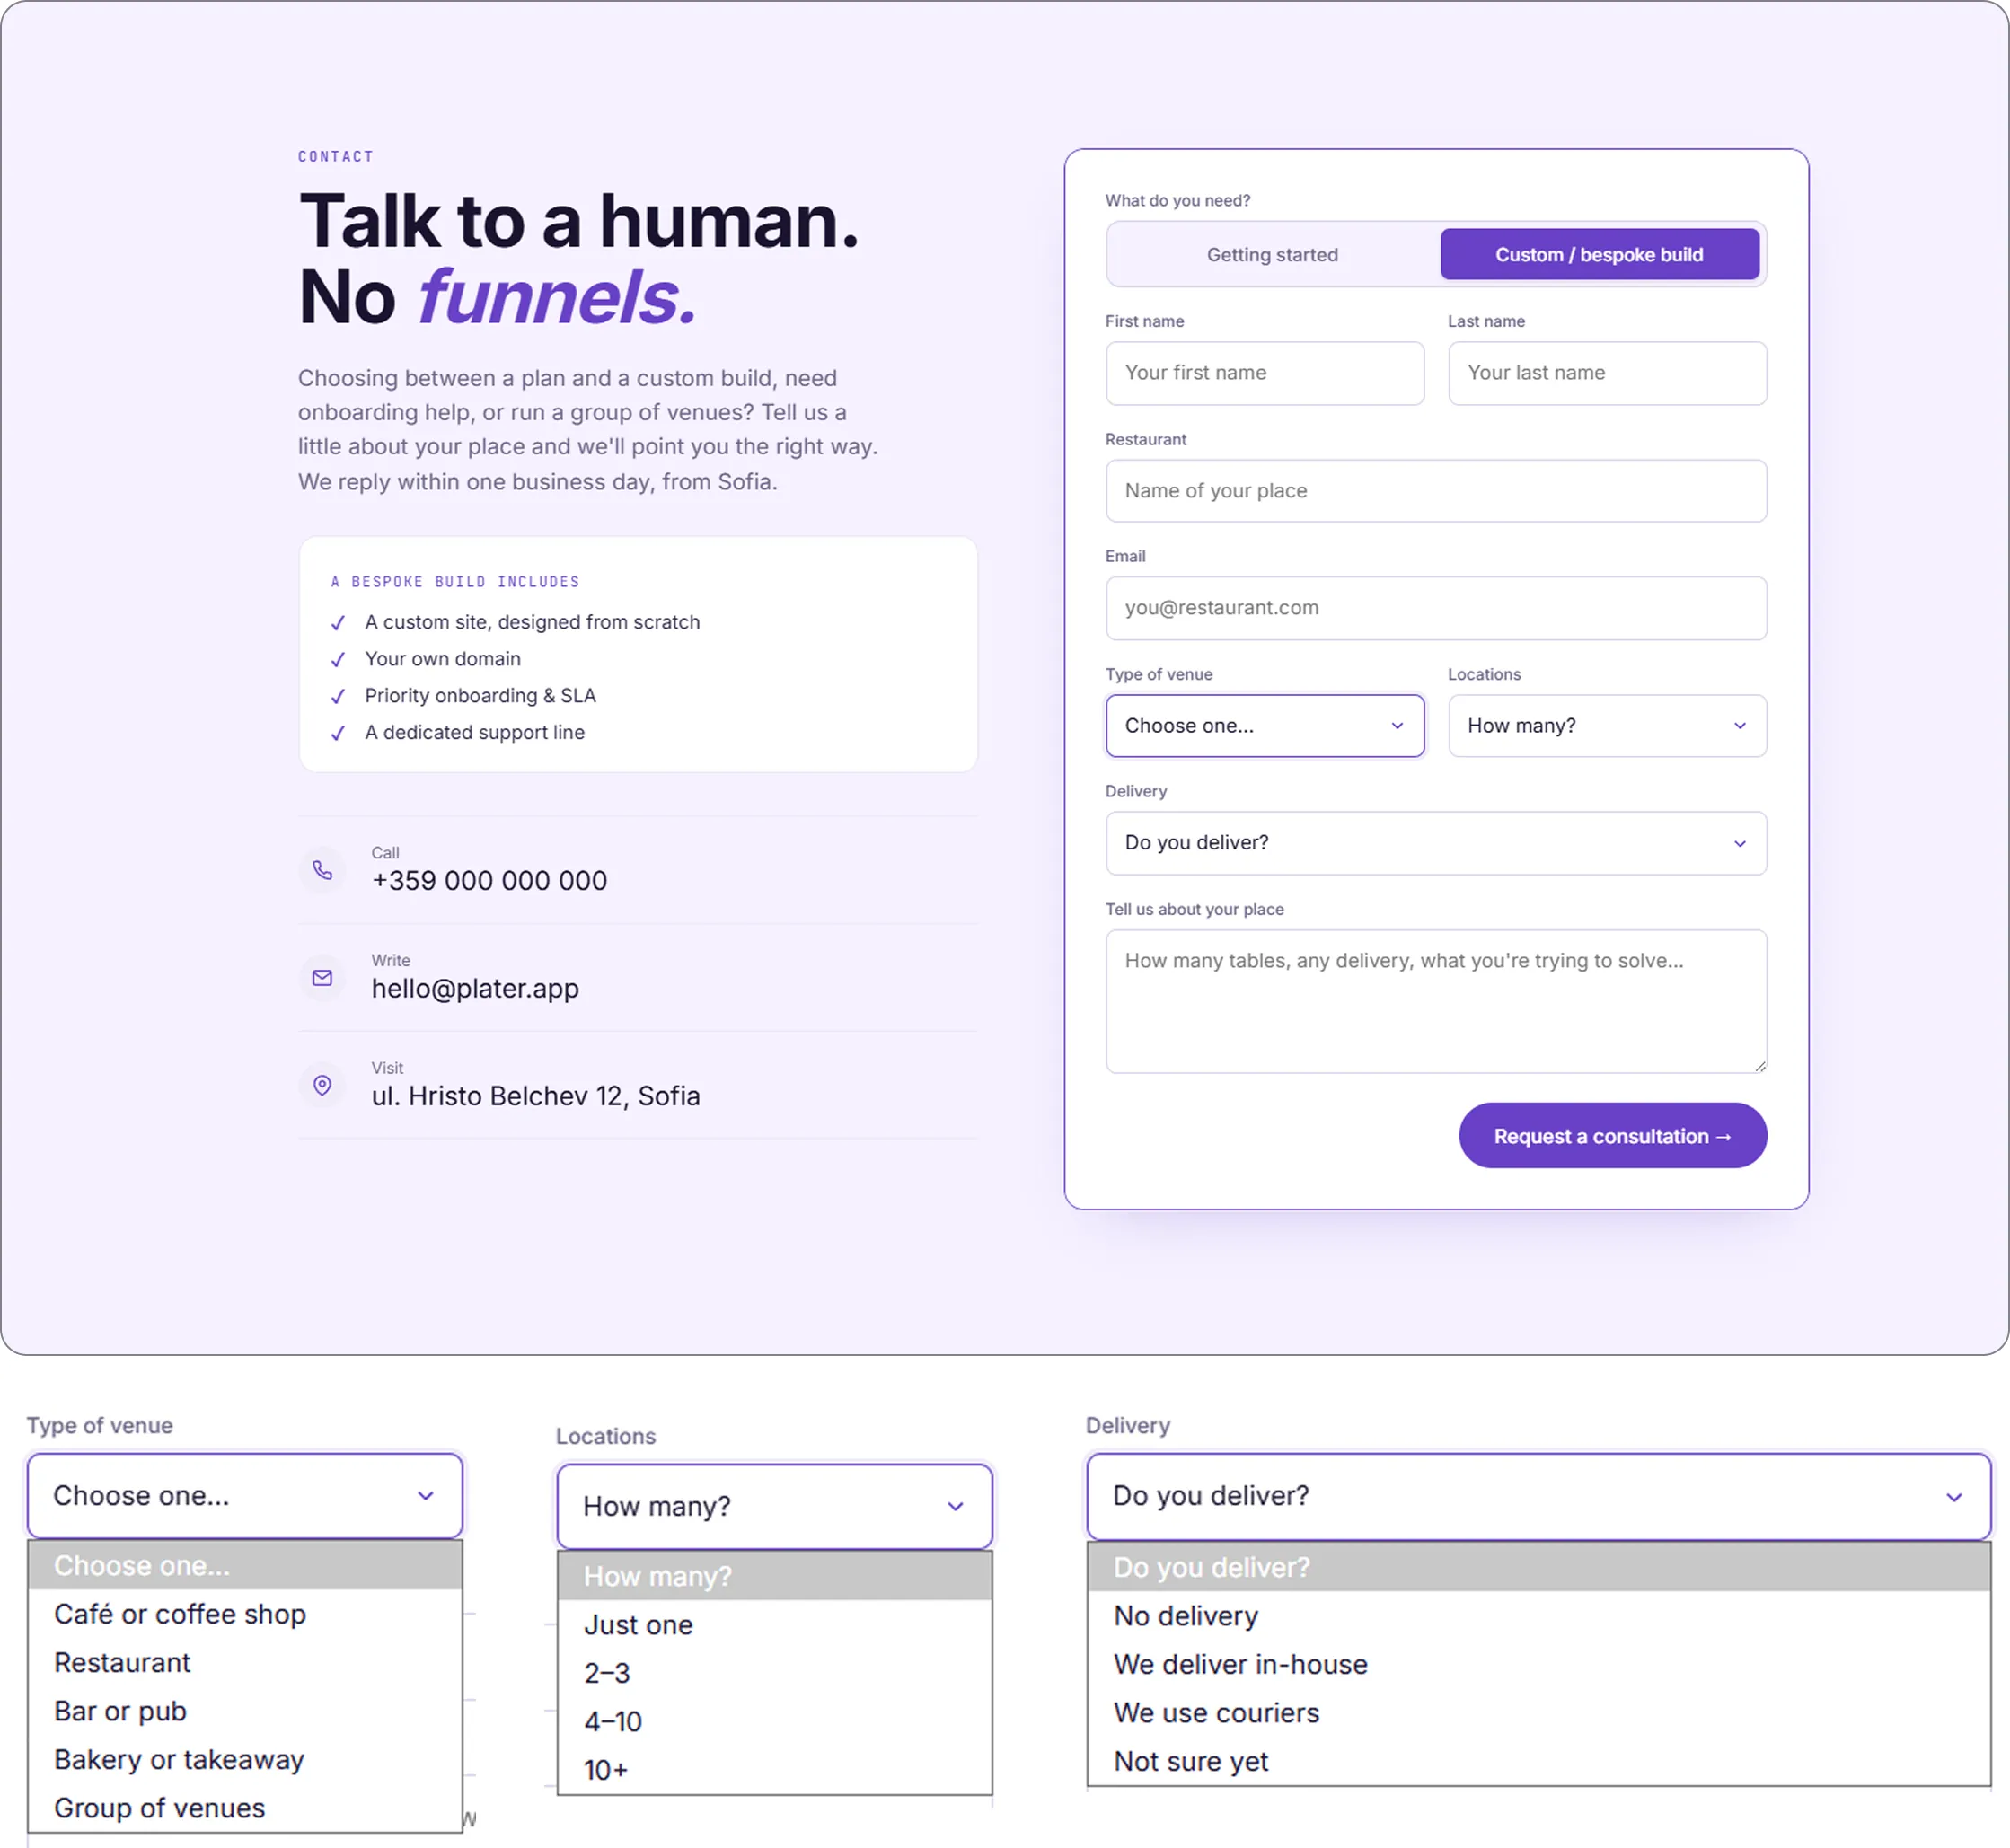 CONTACT
Talk to a human.
No funnels.
Choosing between a plan and a custom build, need
onboarding help, or run a group of venues? Tell us a
little about your place and we'll point you the right way.
We reply within one business day, from Sofia.
A BESPOKE BUILD INCLUDES
✓ A custom site, designed from scratch
✓ Your own domain
✓ Priority onboarding & SLA
✓ A dedicated support line
Call
+359 000 000 000
Write
hello@plater.app
Visit
ul. Hristo Belchev 12, Sofia
What do you need?
Getting started
Custom / bespoke build
First name
Last name
Your first name
Your last name
Restaurant
Name of your place
Email
you@restaurant.com
Type of venue
Locations
Choose one...
How many?
Delivery
Do you deliver?
Tell us about your place
How many tables, any delivery, what you're trying to solve...
Request a consultation →
Type of venue
Choose one...
Choose one...
Café or coffee shop
Restaurant
Bar or pub
Bakery or takeaway
Group of venues
Locations
How many?
How many?
Just one
2–3
4–10
10+
Delivery
Do you deliver?
Do you deliver?
No delivery
We deliver in-house
We use couriers
Not sure yet